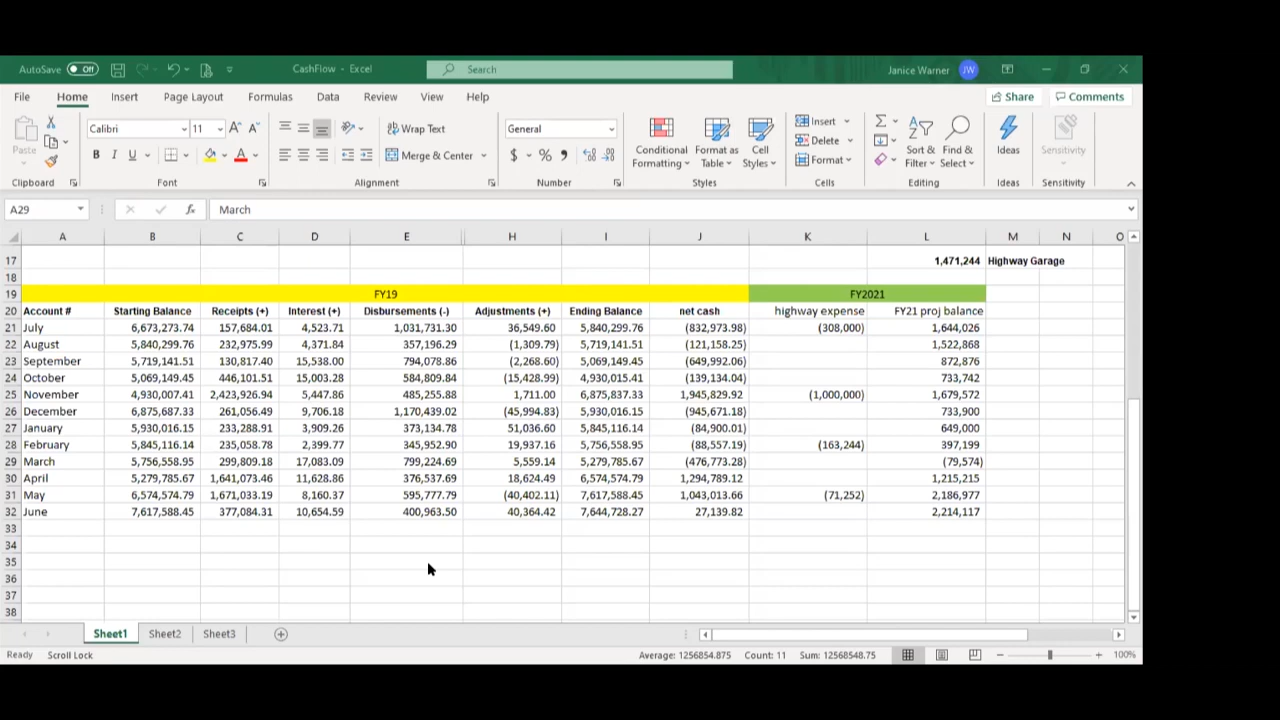 AutoSave Off CashFlow - Excel Search Janice Warner JW
File Home Insert Page Layout Formulas Data Review View Help Share Comments
Paste Calibri 11 A A Wrap Text General Conditional Formatting Format as Table Cell Styles Insert Delete Format Sort & Filter Find & Select Ideas Sensitivity
B I U A Merge & Center $ % ,
Clipboard Font Alignment Number Styles Cells Editing Ideas Sensitivity
A29 fx March
A B C D E H I J K L M N O
17 1,471,244 Highway Garage
18
19 FY19 FY2021
20 Account # Starting Balance Receipts (+) Interest (+) Disbursements (-) Adjustments (+) Ending Balance net cash highway expense FY21 proj balance
21 July 6,673,273.74 157,684.01 4,523.71 1,031,731.30 36,549.60 5,840,299.76 (832,973.98) (308,000) 1,644,026
22 August 5,840,299.76 232,975.99 4,371.84 357,196.29 (1,309.79) 5,719,141.51 (121,158.25) 1,522,868
23 September 5,719,141.51 130,817.40 15,538.00 794,078.86 (2,268.60) 5,069,149.45 (649,992.06) 872,876
24 October 5,069,149.45 446,101.51 15,003.28 584,809.84 (15,428.99) 4,930,015.41 (139,134.04) 733,742
25 November 4,930,007.41 2,423,926.94 5,447.86 485,255.88 1,711.00 6,875,837.33 1,945,829.92 (1,000,000) 1,679,572
26 December 6,875,687.33 261,056.49 9,706.18 1,170,439.02 (45,994.83) 5,930,016.15 (945,671.18) 733,900
27 January 5,930,016.15 233,288.91 3,909.26 373,134.78 51,036.60 5,845,116.14 (84,900.01) 649,000
28 February 5,845,116.14 235,058.78 2,399.77 345,952.90 19,937.16 5,756,558.95 (88,557.19) (163,244) 397,199
29 March 5,756,558.95 299,809.18 17,083.09 799,224.69 5,559.14 5,279,785.67 (476,773.28) (79,574)
30 April 5,279,785.67 1,641,073.46 11,628.86 376,537.69 18,624.49 6,574,574.79 1,294,789.12 1,215,215
31 May 6,574,574.79 1,671,033.19 8,160.37 595,777.79 (40,402.11) 7,617,588.45 1,043,013.66 (71,252) 2,186,977
32 June 7,617,588.45 377,084.31 10,654.59 400,963.50 40,364.42 7,644,728.27 27,139.82 2,214,117
33
34
35
36
37
38
Sheet1 Sheet2 Sheet3
Ready Scroll Lock Average: 1256854.875 Count: 11 Sum: 12568548.75 100%